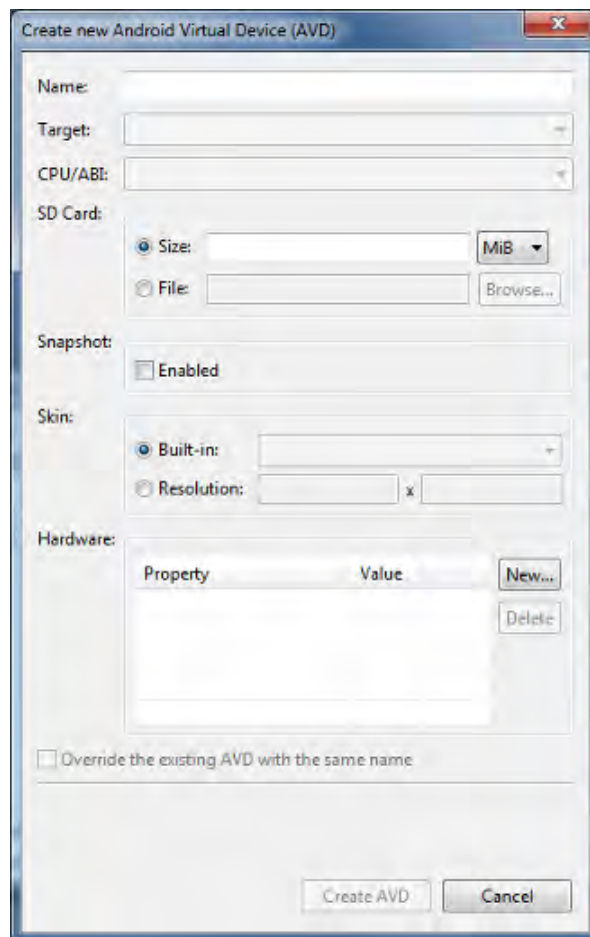 Create new Android Virtual Device (AVD)
Name:
Target:
CPU/ABI:
SD Card:
Size: MiB
File: Browse...
Snapshot:
Enabled
Skin:
Built-in:
Resolution: x
Hardware:
Property Value New...
Delete
Override the existing AVD with the same name
Create AVD Cancel